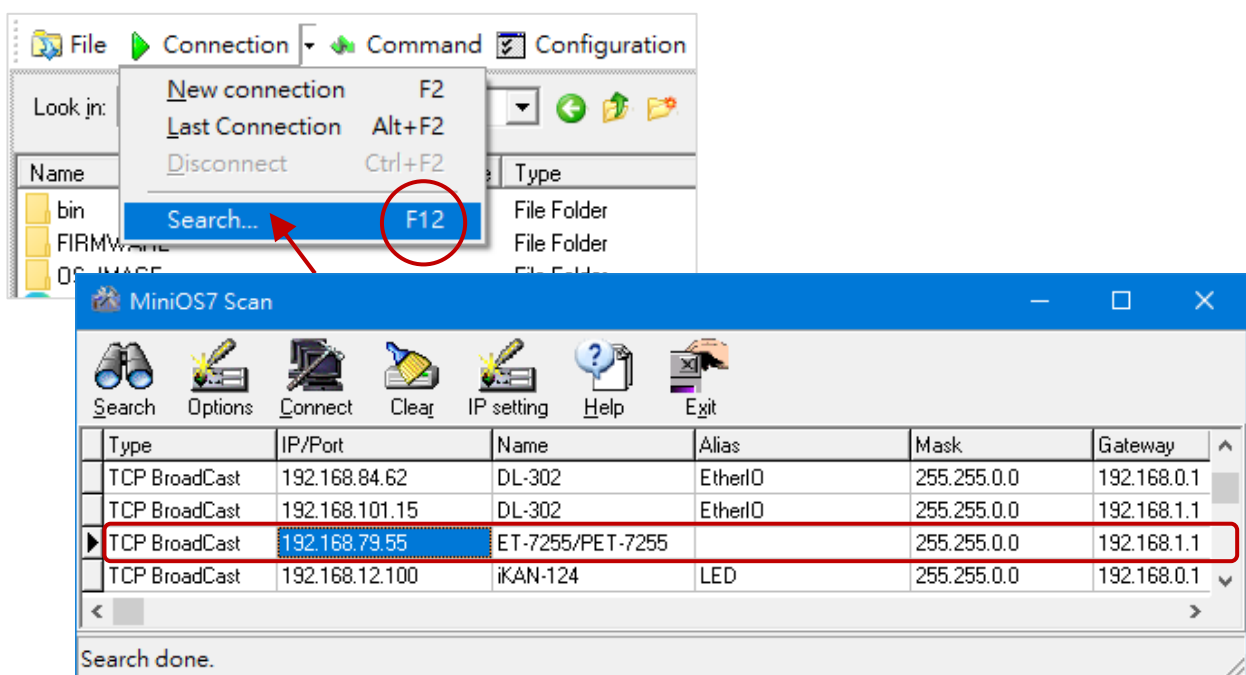 File Connection Command Configuration
Look in:
New connection F2
Last Connection Alt+F2
Disconnect Ctrl+F2
Search... F12
Name Type
bin File Folder
FIRMWARE File Folder
MiniOS7 Scan
Search Options Connect Clear IP setting Help Exit
Type IP/Port Name Alias Mask Gateway
TCP BroadCast 192.168.84.62 DL-302 EtherIO 255.255.0.0 192.168.0.1
TCP BroadCast 192.168.101.15 DL-302 EtherIO 255.255.0.0 192.168.1.1
TCP BroadCast 192.168.79.55 ET-7255/PET-7255 255.255.0.0 192.168.1.1
TCP BroadCast 192.168.12.100 iKAN-124 LED 255.255.0.0 192.168.0.1
Search done.